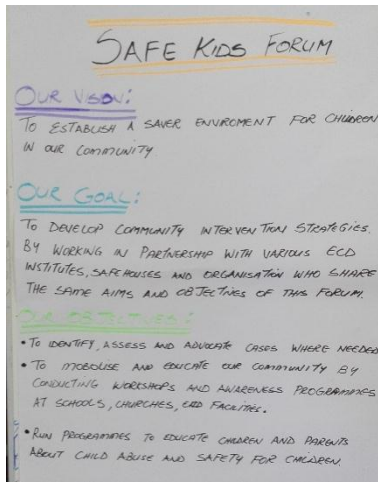 SAFE KIDS FORUM
OUR VISION:
TO ESTABLISH A SAVER ENVIROMENT FOR CHILDREN
IN OUR COMMUNITY
OUR GOAL:
TO DEVELOP COMMUNITY INTERVENTION STRATEGIES.
BY WORKING IN PARTNERSHIP WITH VARIOUS ECD
INSTITUTES, SAFEHOUSES AND ORGANISATION WHO SHARE
THE SAME AIMS AND OBJECTIVES OF THIS FORUM.
OUR OBJECTIVES:
• TO IDENTIFY, ASSESS AND ADVOCATE CASES WHERE NEEDED
• TO MOBOLISE AND EDUCATE OUR COMMUNITY BY
CONDUCTING WORKSHOPS AND AWARENESS PROGRAMMES
AT SCHOOLS, CHURCHES, ECD FACILITIES.
• RUN PROGRAMMES TO EDUCATE CHILDREN AND PARENTS
ABOUT CHILD ABUSE AND SAFETY FOR CHILDREN.